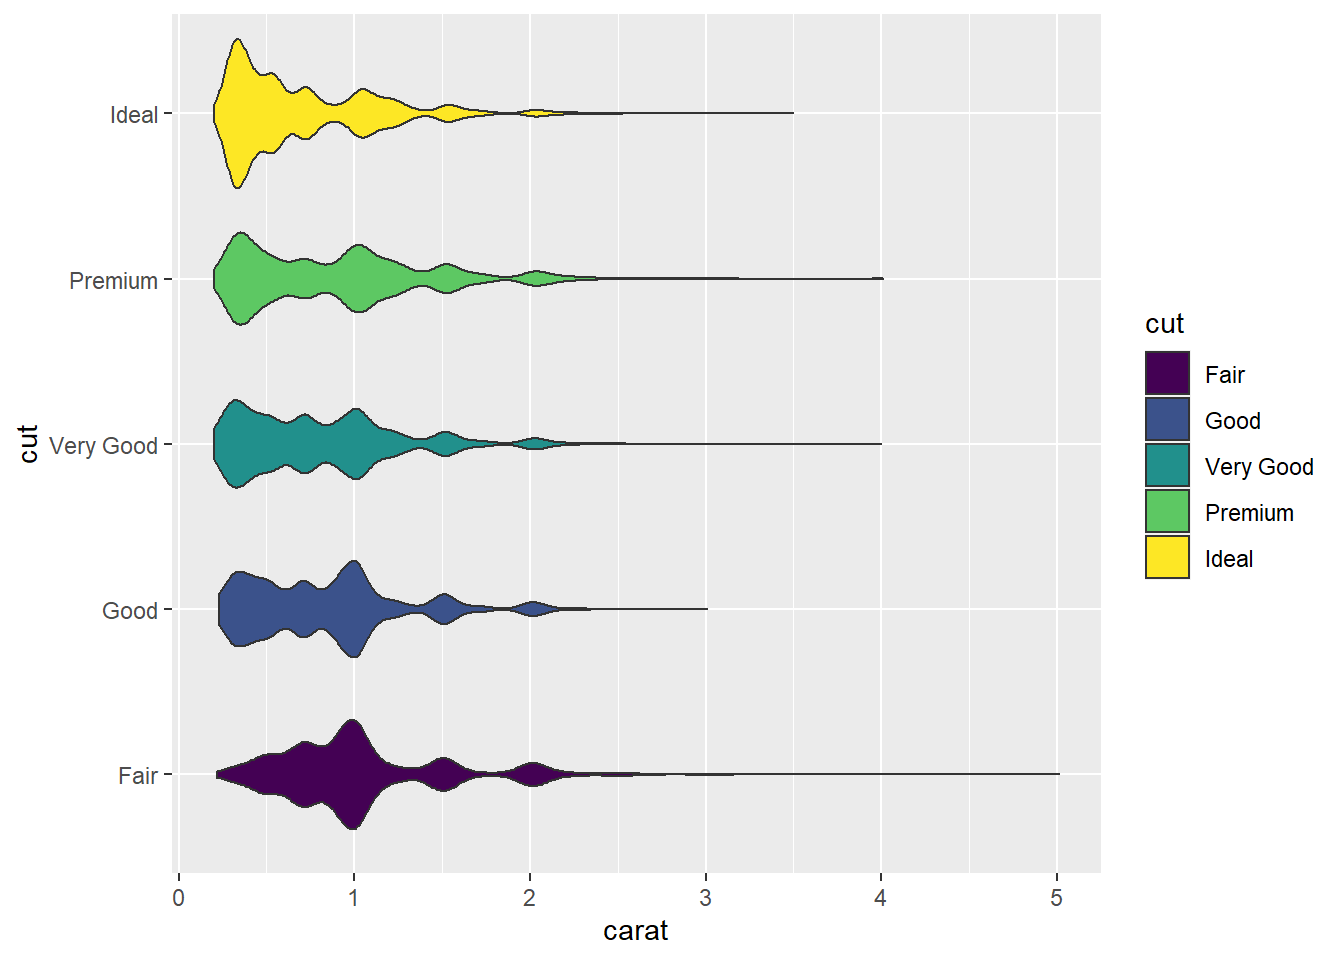 cut
Ideal
Premium
Very Good
Good
Fair
0 1 2 3 4 5
carat
cut
Fair
Good
Very Good
Premium
Ideal